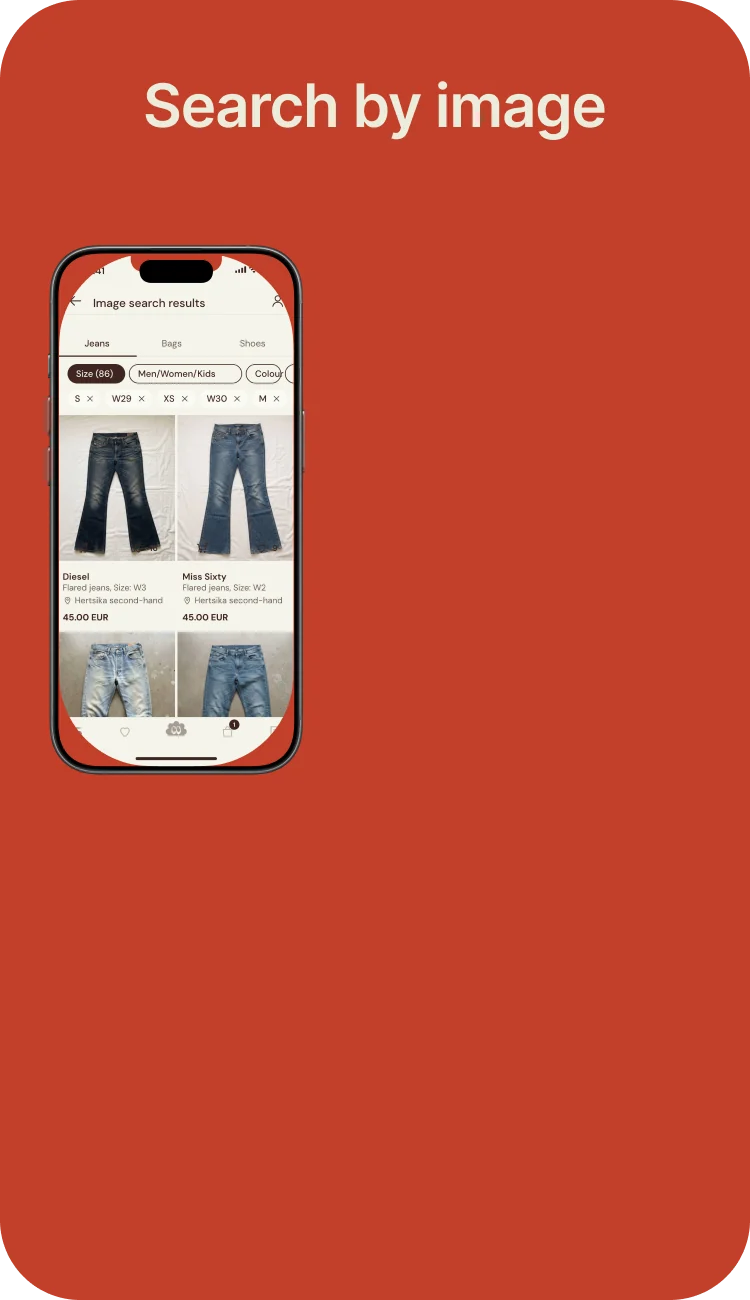 Search by image
41
Image search results
Jeans Bags Shoes
Size (86) Men/Women/Kids Colour
S × W29 × XS × W30 × M ×
Diesel Miss Sixty
Flared jeans, Size: W3 Flared jeans, Size: W2
Hertsika second-hand Hertsika second-hand
45.00 EUR 45.00 EUR
1